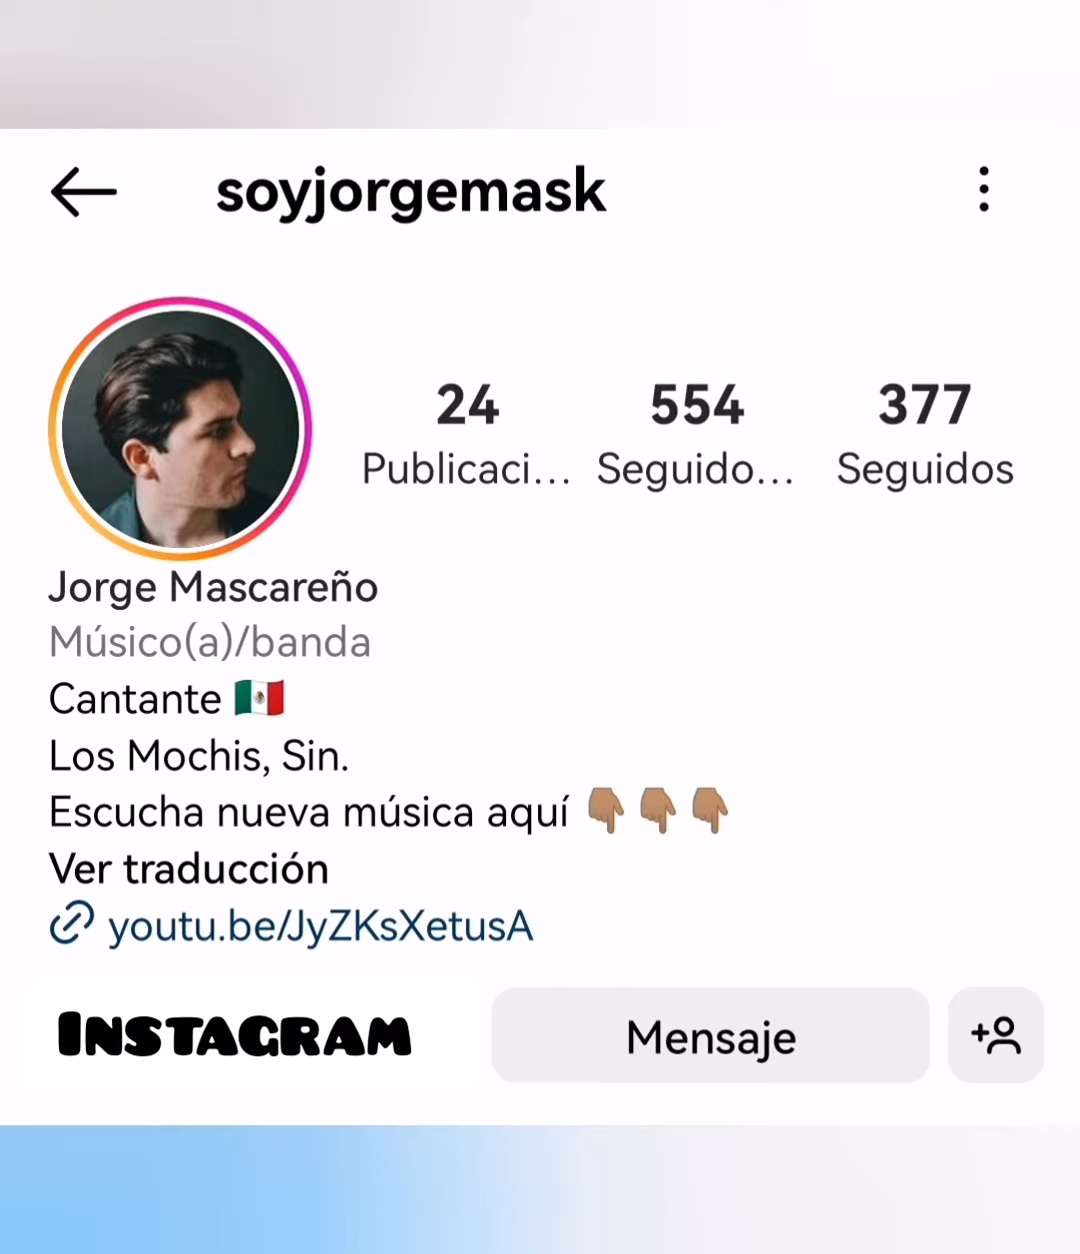 soyjorgemask
24 554 377
Publicaci... Seguido... Seguidos
Jorge Mascareño
Músico(a)/banda
Cantante 🇲🇽
Los Mochis, Sin.
Escucha nueva música aquí 👇🏽👇🏽👇🏽
Ver traducción
youtu.be/JyZKsXetusA
INSTAGRAM Mensaje